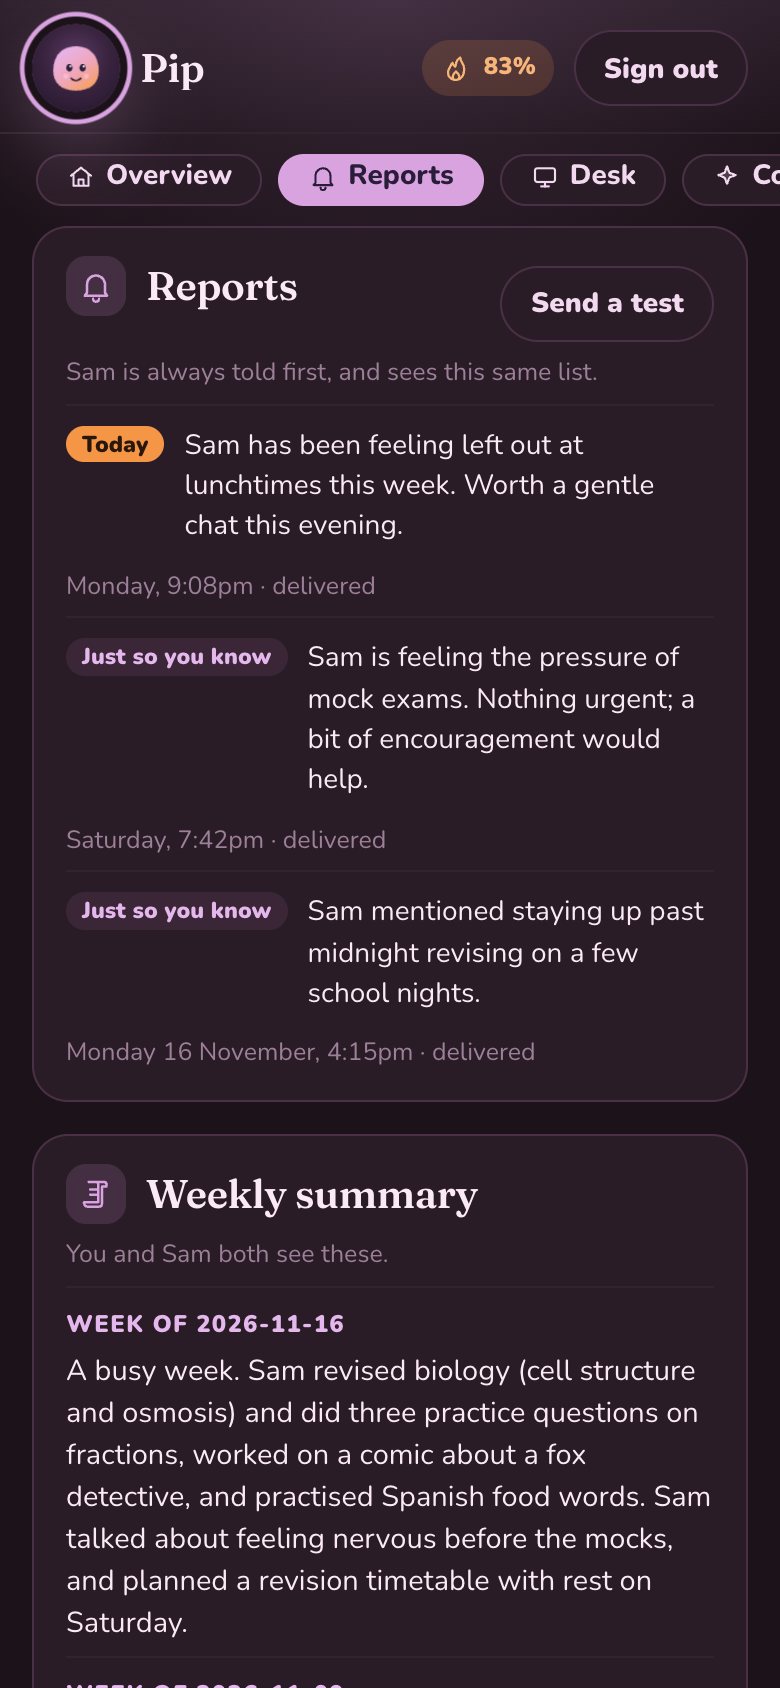 Pip
83%
Sign out
Overview
Reports
Desk
Reports
Send a test
Sam is always told first, and sees this same list.
Today
Sam has been feeling left out at
lunchtimes this week. Worth a gentle
chat this evening.
Monday, 9:08pm · delivered
Just so you know
Sam is feeling the pressure of
mock exams. Nothing urgent; a
bit of encouragement would
help.
Saturday, 7:42pm · delivered
Just so you know
Sam mentioned staying up past
midnight revising on a few
school nights.
Monday 16 November, 4:15pm · delivered
Weekly summary
You and Sam both see these.
WEEK OF 2026-11-16
A busy week. Sam revised biology (cell structure
and osmosis) and did three practice questions on
fractions, worked on a comic about a fox
detective, and practised Spanish food words. Sam
talked about feeling nervous before the mocks,
and planned a revision timetable with rest on
Saturday.